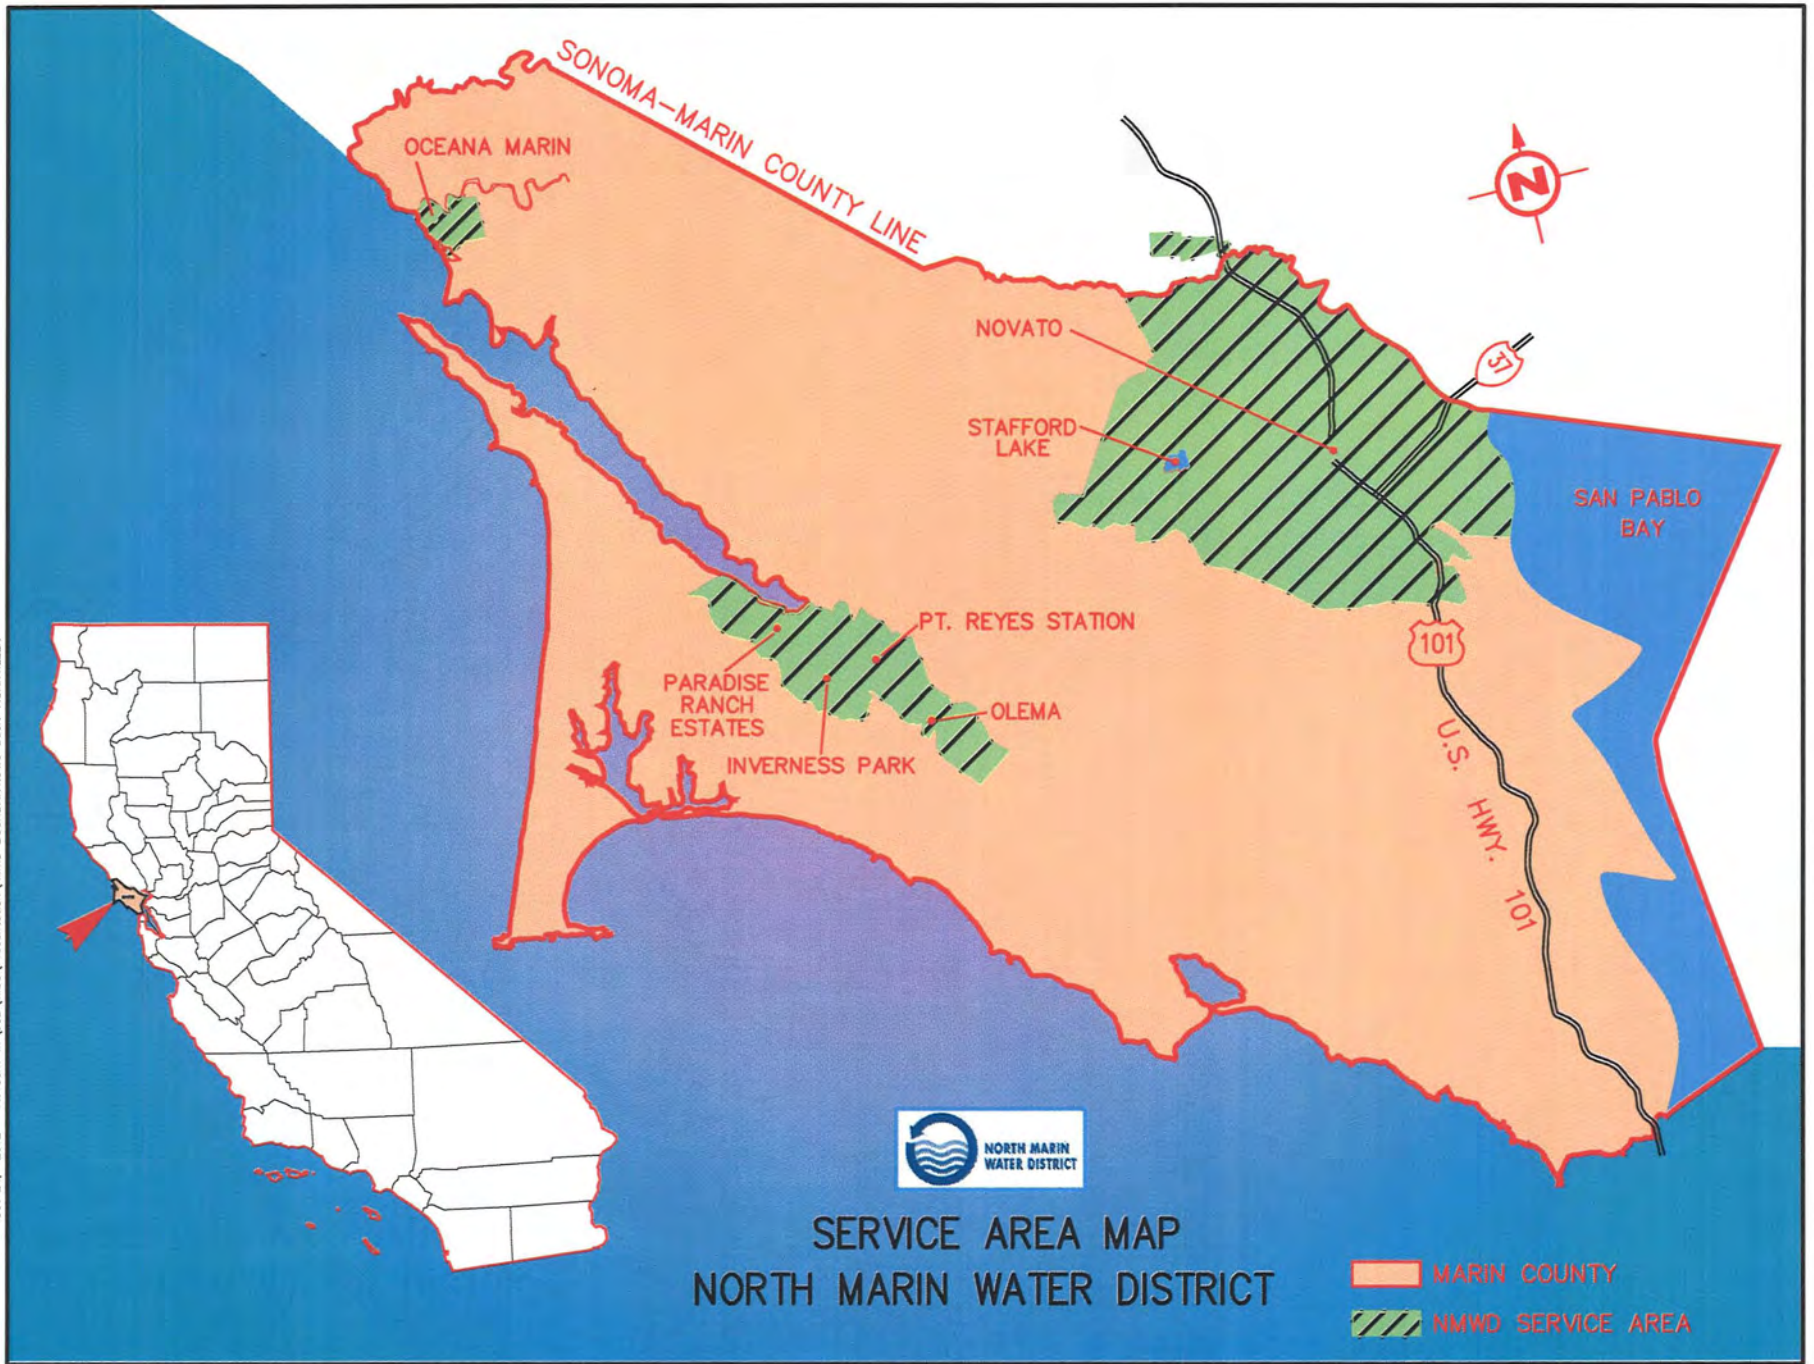 SONOMA-MARIN COUNTY LINE
OCEANA MARIN
N
NOVATO
37
STAFFORD
LAKE
SAN PABLO
BAY
PT. REYES STATION
101
PARADISE
RANCH
ESTATES
OLEMA
INVERNESS PARK
U.S. HWY. 101
NORTH MARIN
WATER DISTRICT
SERVICE AREA MAP
NORTH MARIN WATER DISTRICT
MARIN COUNTY
NMWD SERVICE AREA